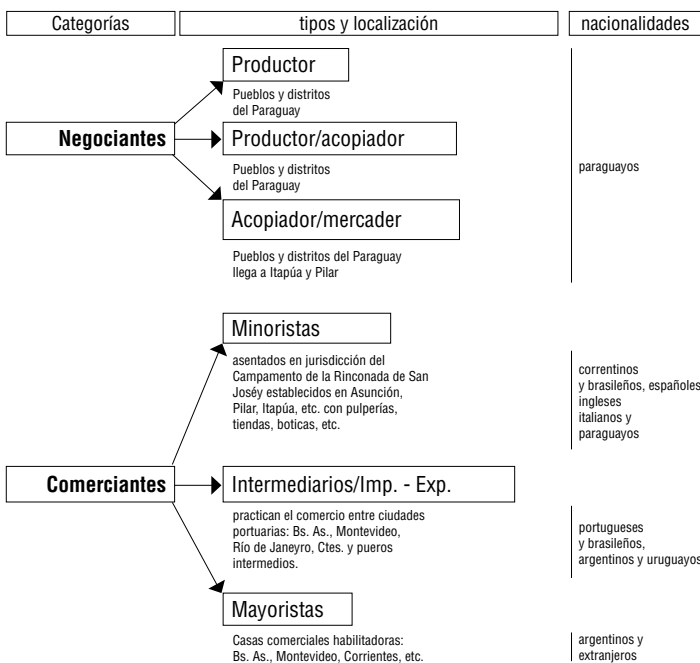 Categorías
tipos y localización
nacionalidades
Productor
Pueblos y distritos
del Paraguay
Negociantes
Productor/acopiador
Pueblos y distritos
del Paraguay
paraguayos
Acopiador/mercader
Pueblos y distritos del Paraguay
llega a Itapúa y Pilar
Minoristas
asentados en jurisdicción del
Campamento de la Rinconada de San
Joséy establecidos en Asunción,
Pilar, Itapúa, etc. con pulperías,
tiendas, boticas, etc.
correntinos
y brasileños, españoles
ingleses
italianos y
paraguayos
Comerciantes
Intermediarios/Imp. - Exp.
practican el comercio entre ciudades
portuarias: Bs. As., Montevideo,
Río de Janeyro, Ctes. y pueros
intermedios.
portugueses
y brasileños,
argentinos y uruguayos
Mayoristas
Casas comerciales habilitadoras:
Bs. As., Montevideo, Corrientes, etc.
argentinos y
extranjeros